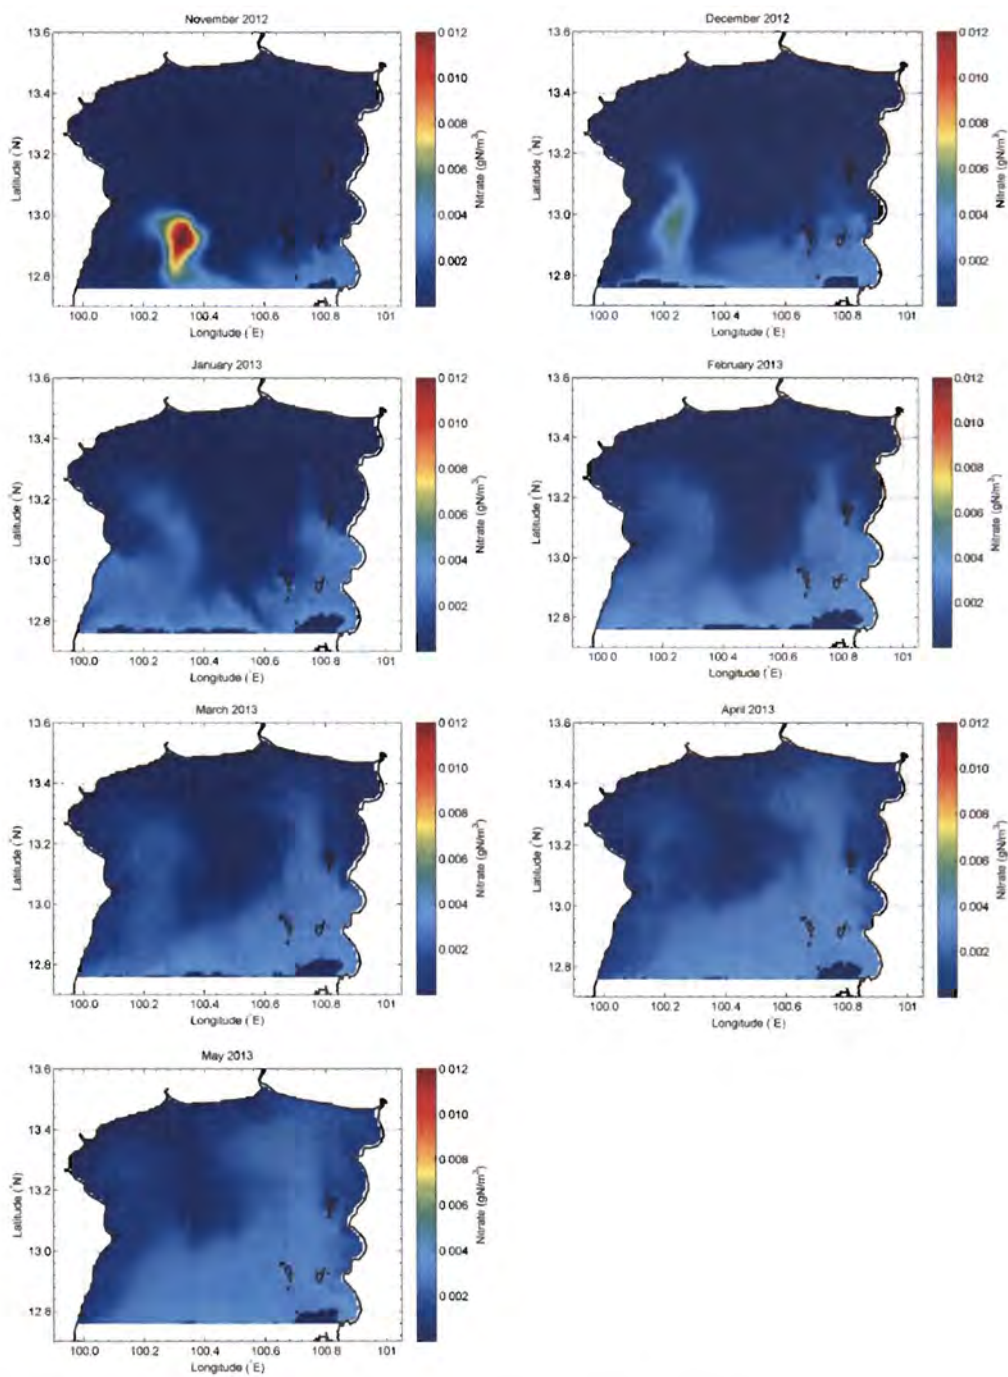 November 2012
13.6
13.4
13.2
13.0
12.8
Latitude (°N)
100.0 100.2 100.4 100.6 100.8 101
Longitude (°E)
0.012
0.010
0.008
0.006
0.004
0.002
Nitrate (gN/m³)
December 2012
13.6
13.4
13.2
13.0
12.8
Latitude (°N)
100.0 100.2 100.4 100.6 100.8 101
Longitude (°E)
0.012
0.010
0.008
0.006
0.004
0.002
Nitrate (gN/m³)
January 2013
13.6
13.4
13.2
13.0
12.8
Latitude (°N)
100.0 100.2 100.4 100.6 100.8 101
Longitude (°E)
0.012
0.010
0.008
0.006
0.004
0.002
Nitrate (gN/m³)
February 2013
13.6
13.4
13.2
13.0
12.8
Latitude (°N)
100.0 100.2 100.4 100.6 100.8 101
Longitude (°E)
0.012
0.010
0.008
0.006
0.004
0.002
Nitrate (gN/m³)
March 2013
13.6
13.4
13.2
13.0
12.8
Latitude (°N)
100.0 100.2 100.4 100.6 100.8 101
Longitude (°E)
0.012
0.010
0.008
0.006
0.004
0.002
Nitrate (gN/m³)
April 2013
13.6
13.4
13.2
13.0
12.8
Latitude (°N)
100.0 100.2 100.4 100.6 100.8 101
Longitude (°E)
0.012
0.010
0.008
0.006
0.004
0.002
Nitrate (gN/m³)
May 2013
13.6
13.4
13.2
13.0
12.8
Latitude (°N)
100.0 100.2 100.4 100.6 100.8 101
Longitude (°E)
0.012
0.010
0.008
0.006
0.004
0.002
Nitrate (gN/m³)